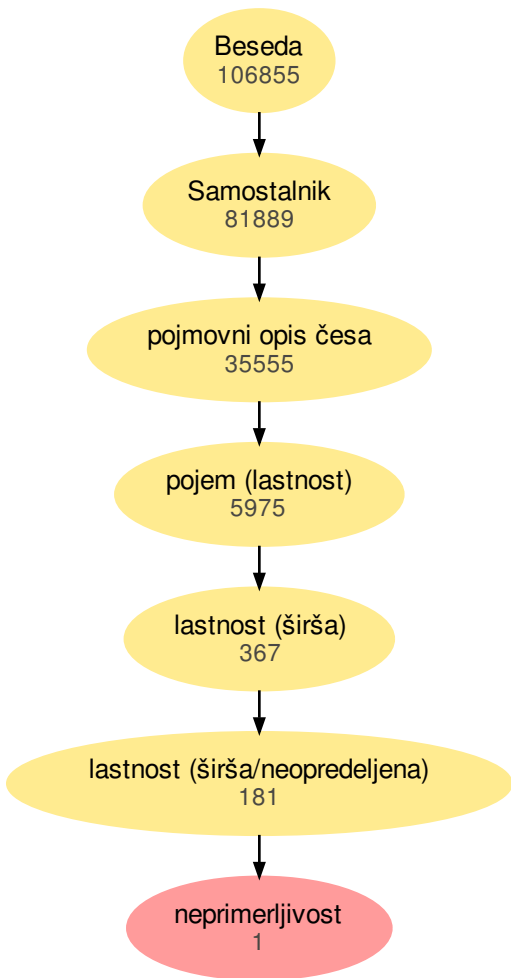 Beseda
106855
Samostalnik
81889
pojmovni opis česa
35555
pojem (lastnost)
5975
lastnost (širša)
367
lastnost (širša/neopredeljena)
181
neprimerljivost
1